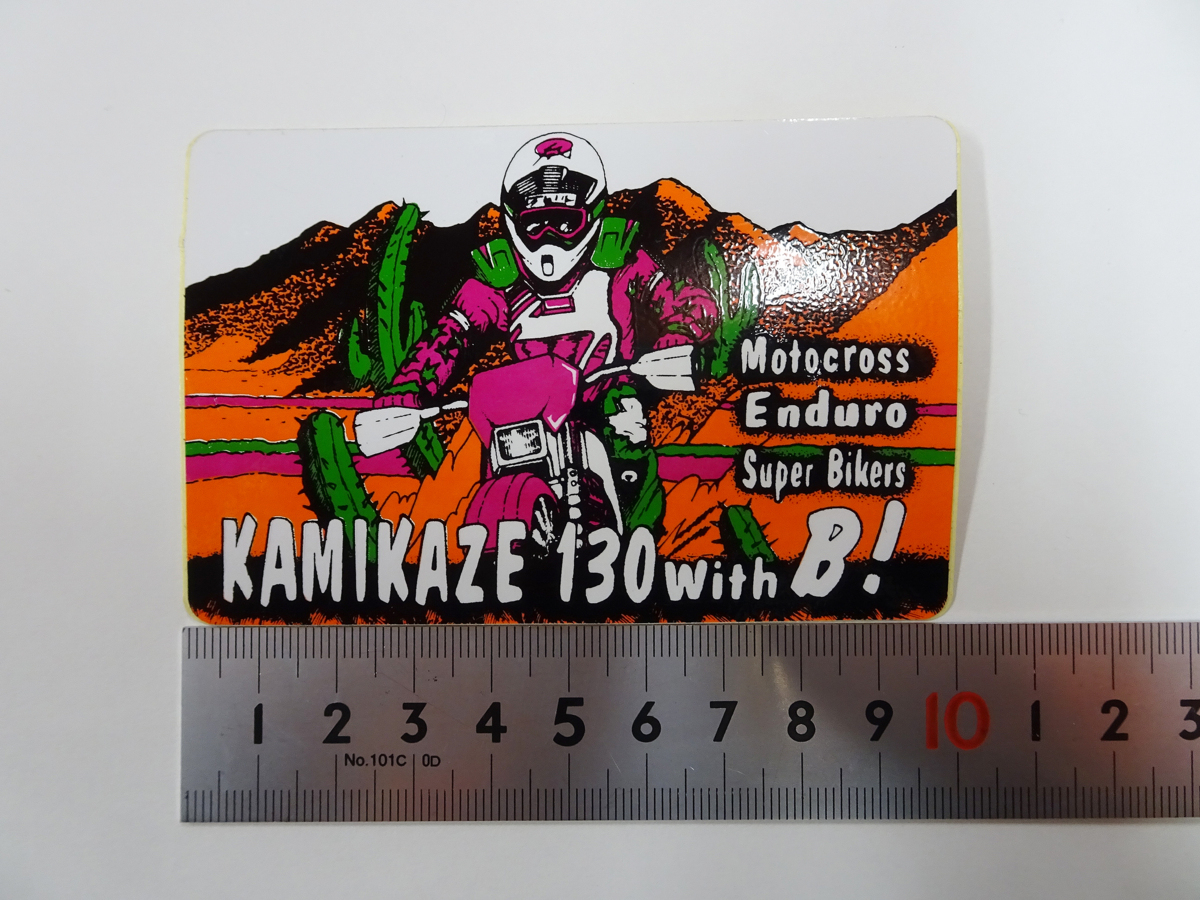 Motocross
Enduro
Super Bikers
KAMIKAZE 130 with B!
1 2 3 4 5 6 7 8 9 10 1 2 3
No.101C 0D